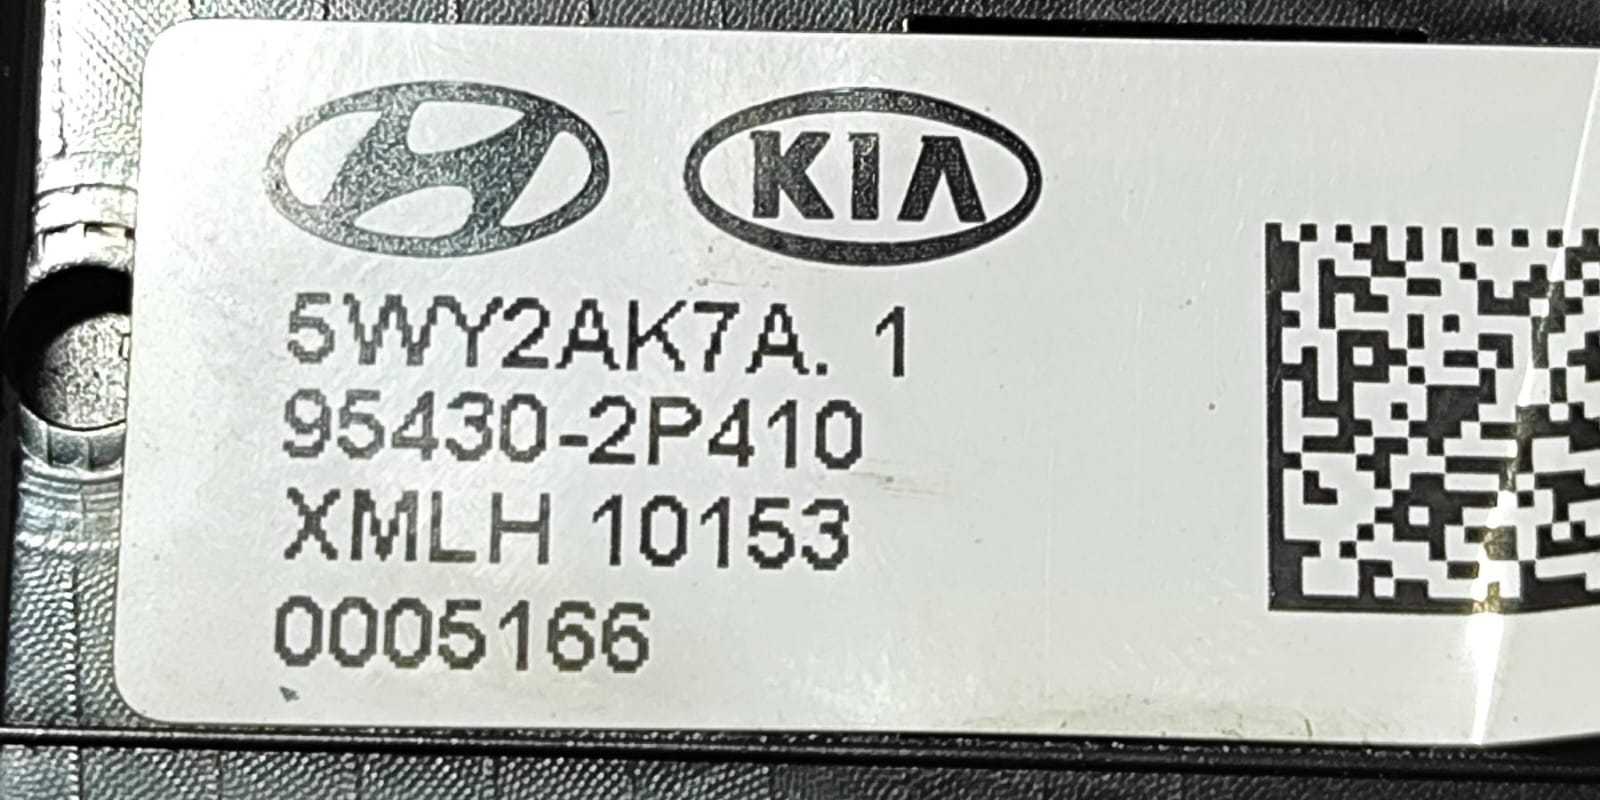 KIA
5WY2AK7A. 1
95430-2P410
XMLH 10153
0005166